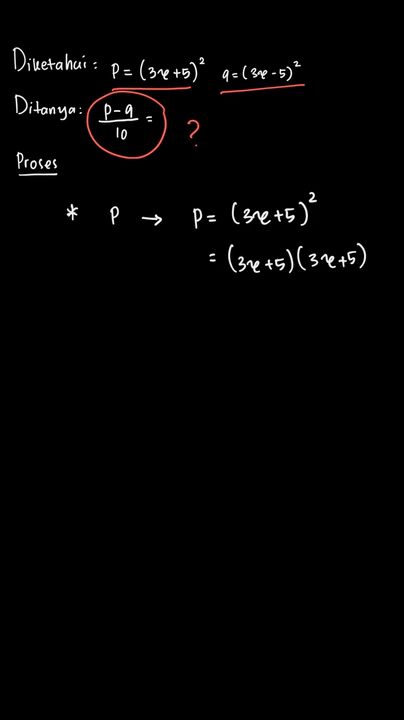 Diketahui : P = (3x+5)² q = (3x-5)²
Ditanya : P-q/10 = ?
Proses
* P → P = (3x+5)²
= (3x+5)(3x+5)